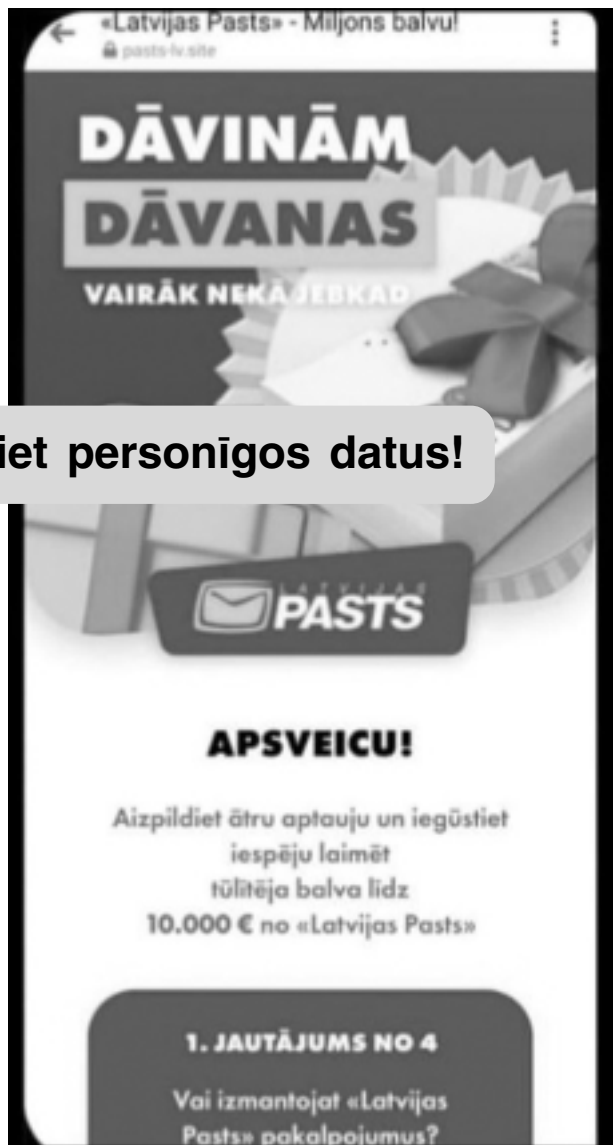 «Latvijas Pasts» - Miljons balvu!
pasts-lv.site
DĀVINĀM
DĀVANAS
VAIRĀK NEKĀ JEBKAD
iet personīgos datus!
LATVIJAS
PASTS
APSVEICU!
Aizpildiet ātru aptauju un iegūstiet
iespēju laimēt
tūlītēja balva līdz
10.000 € no «Latvijas Pasts»
1. JAUTĀJUMS NO 4
Vai izmantojat «Latvijas
Pasts» pakalpojumus?